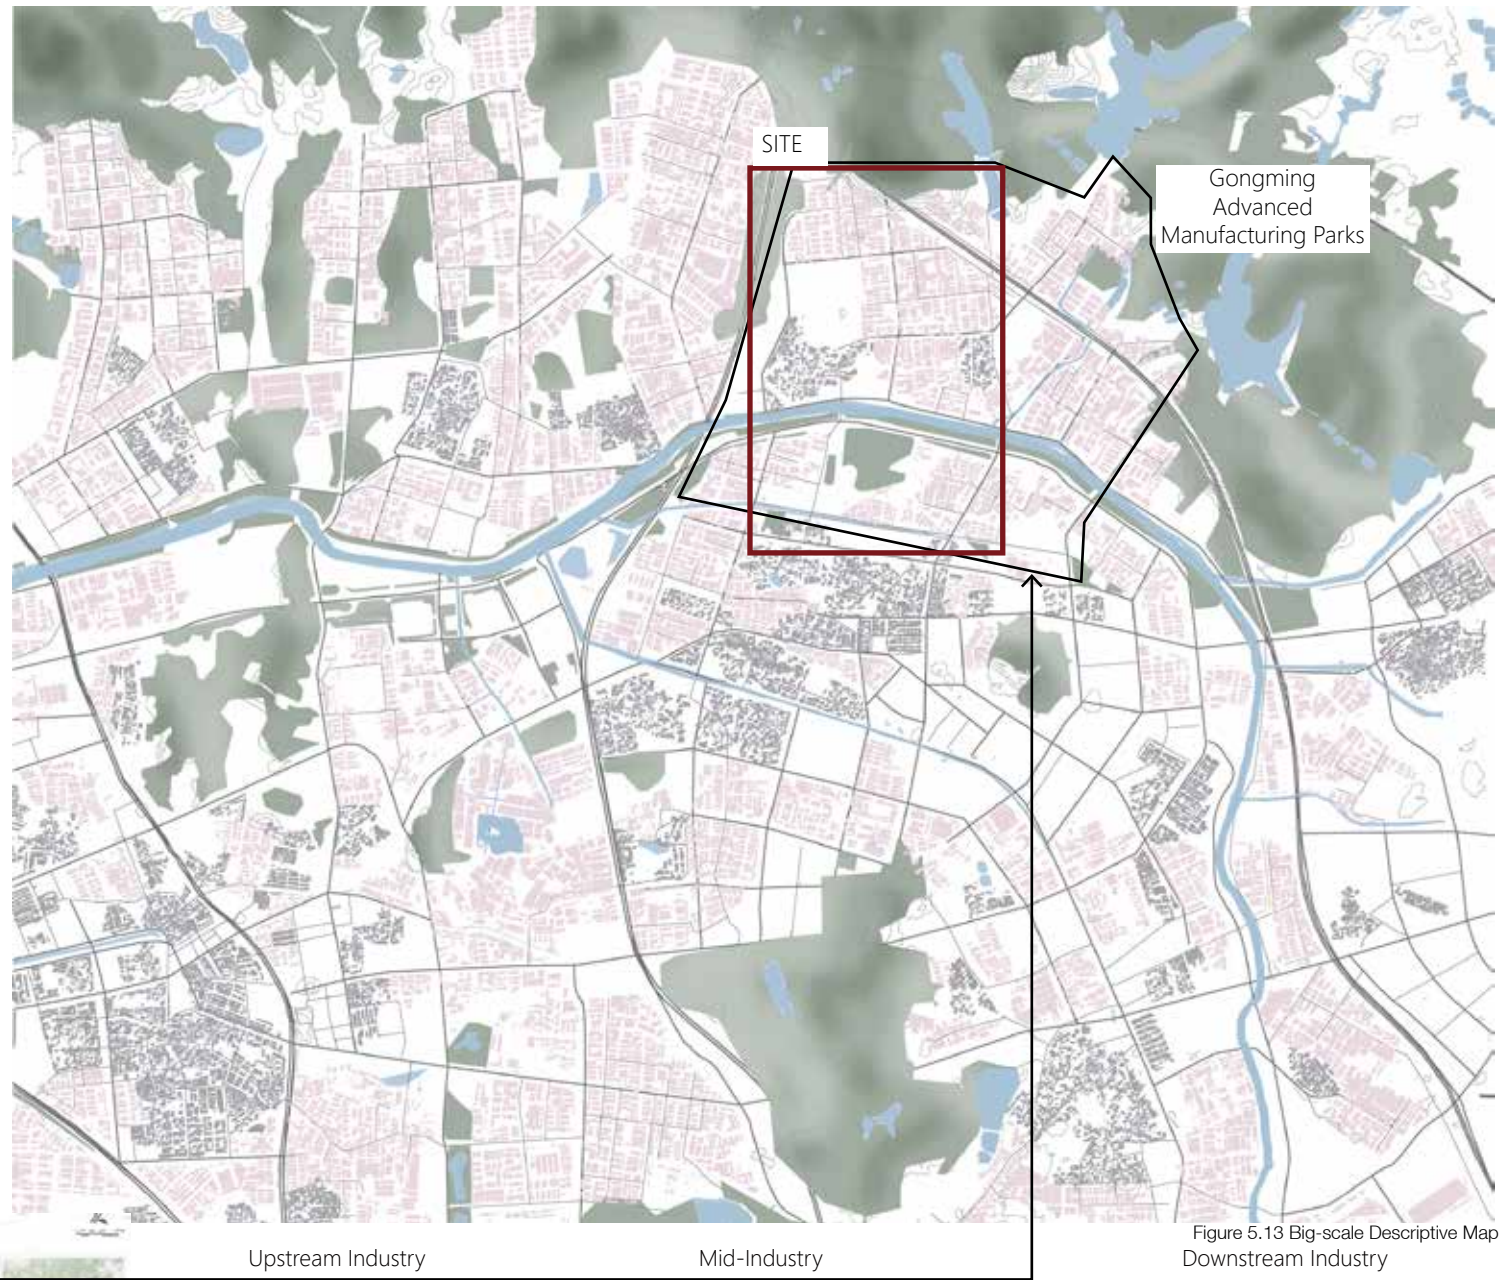 SITE
Gongming
Advanced
Manufacturing Parks
Figure 5.13 Big-scale Descriptive Map
Upstream Industry
Mid-Industry
Downstream Industry